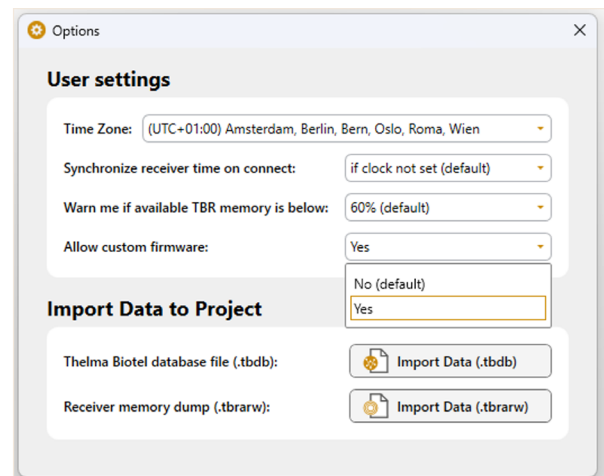 Options
User settings
Time Zone: (UTC+01:00) Amsterdam, Berlin, Bern, Oslo, Roma, Wien
Synchronize receiver time on connect: if clock not set (default)
Warn me if available TBR memory is below: 60% (default)
Allow custom firmware: Yes
No (default)
Yes
Import Data to Project
Thelma Biotel database file (.tbdb): Import Data (.tbdb)
Receiver memory dump (.tbrarw): Import Data (.tbrarw)